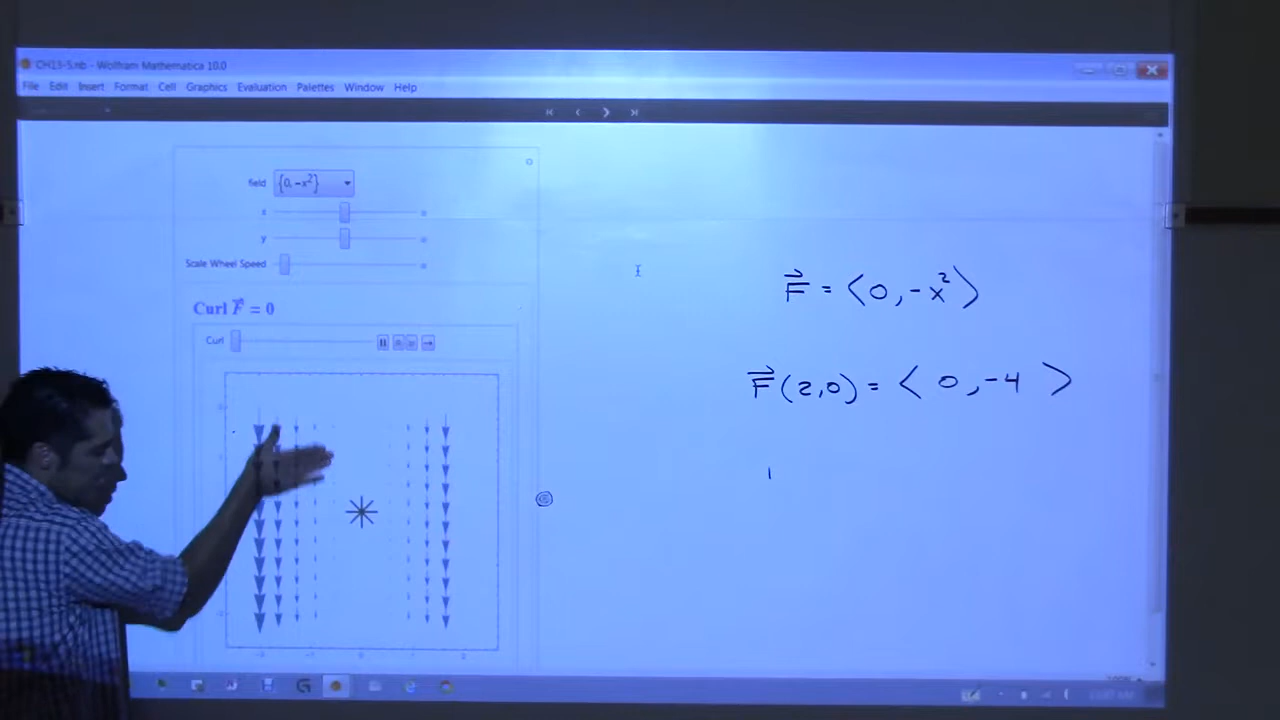 CH13-5.nb - Wolfram Mathematica 10.0
File Edit Insert Format Cell Graphics Evaluation Palettes Window Help
field {0, -x²}
x
y
Scale Wheel Speed
Curl F⃗ = 0
Curl
F⃗ = ⟨0, -x²⟩
F⃗(2,0) = ⟨0, -4⟩